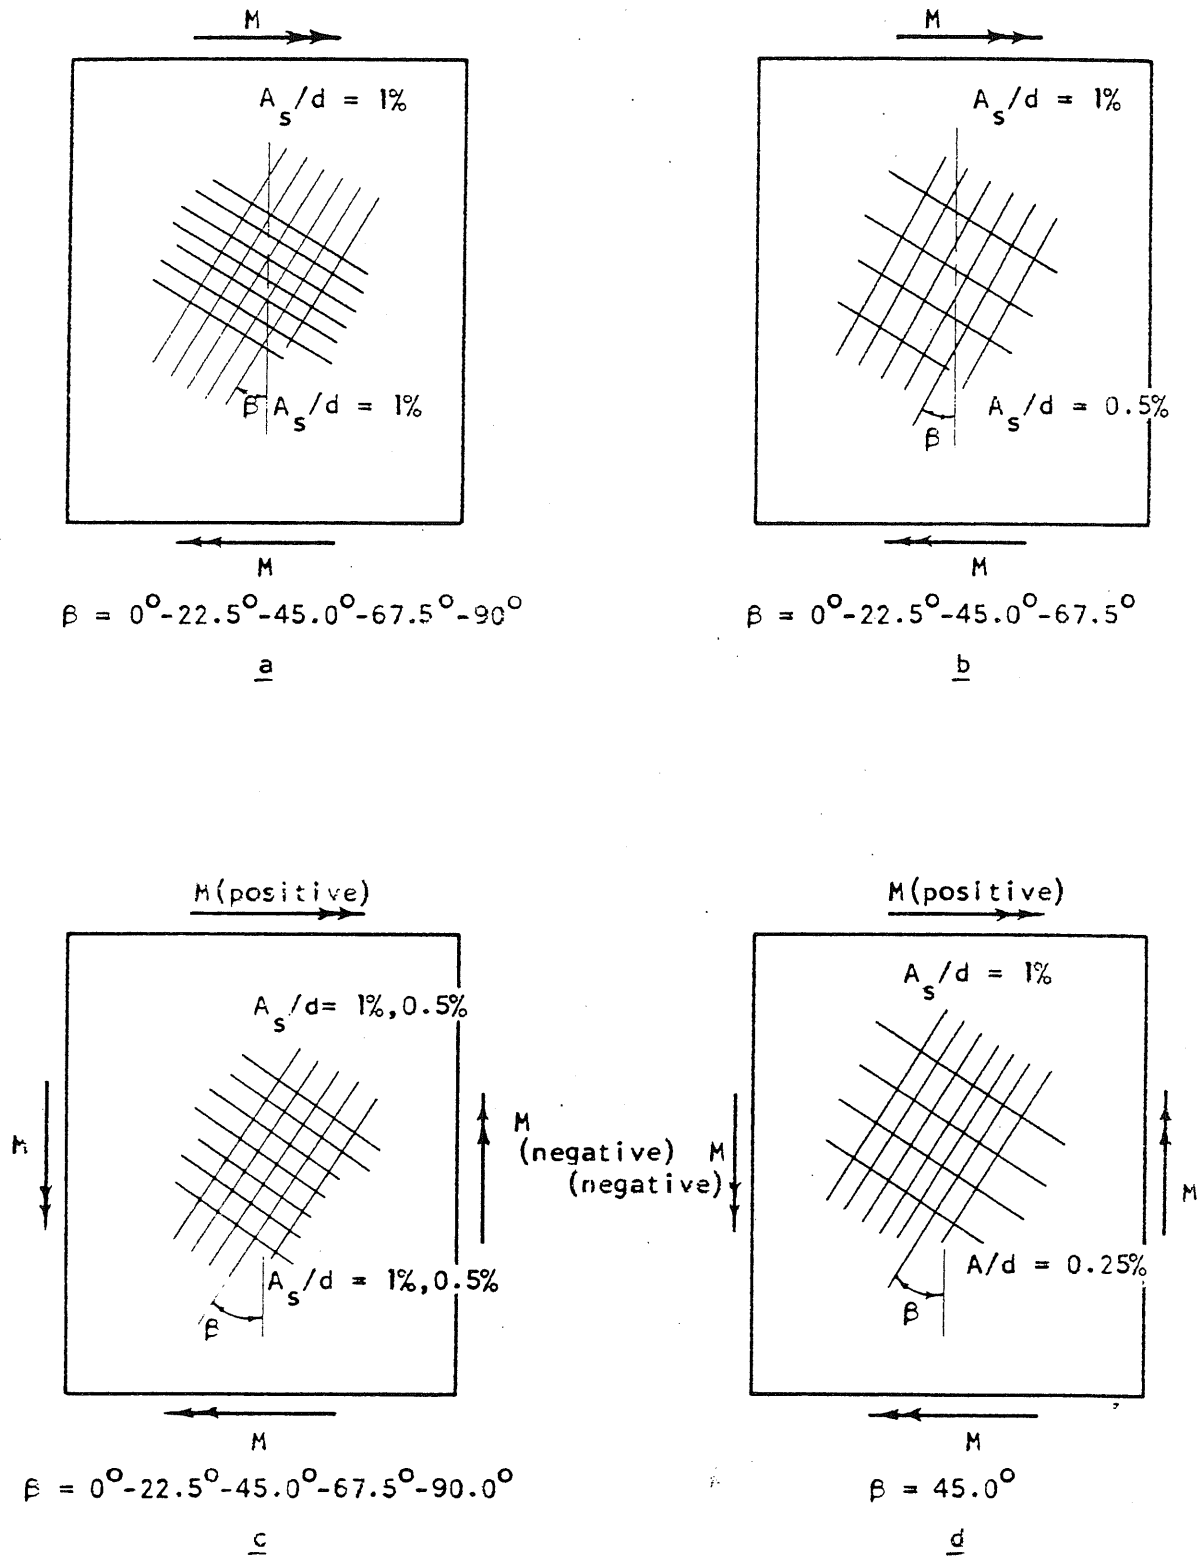 M
A_s/d = 1%
β
A_s/d = 1%
M
β = 0°-22.5°-45.0°-67.5°-90°
a
M
A_s/d = 1%
A_s/d = 0.5%
β
M
β = 0°-22.5°-45.0°-67.5°
b
M(positive)
A_s/d= 1%,0.5%
M
M
(negative)
A_s/d = 1%,0.5%
β
M
β = 0°-22.5°-45.0°-67.5°-90.0°
c
M(positive)
A_s/d = 1%
M
(negative)
M
A/d = 0.25%
β
M
β = 45.0°
d